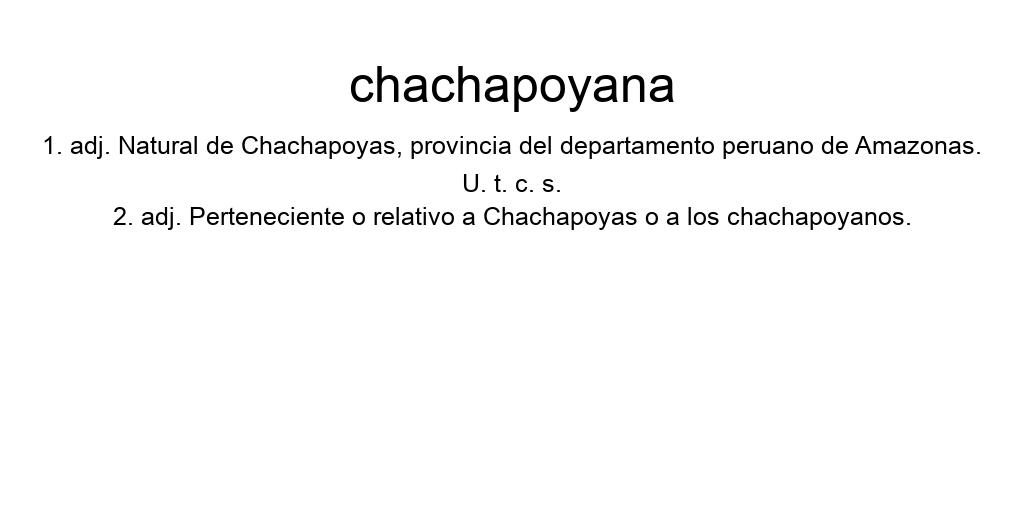 chachapoyana
1. adj. Natural de Chachapoyas, provincia del departamento peruano de Amazonas.
U. t. c. s.
2. adj. Perteneciente o relativo a Chachapoyas o a los chachapoyanos.